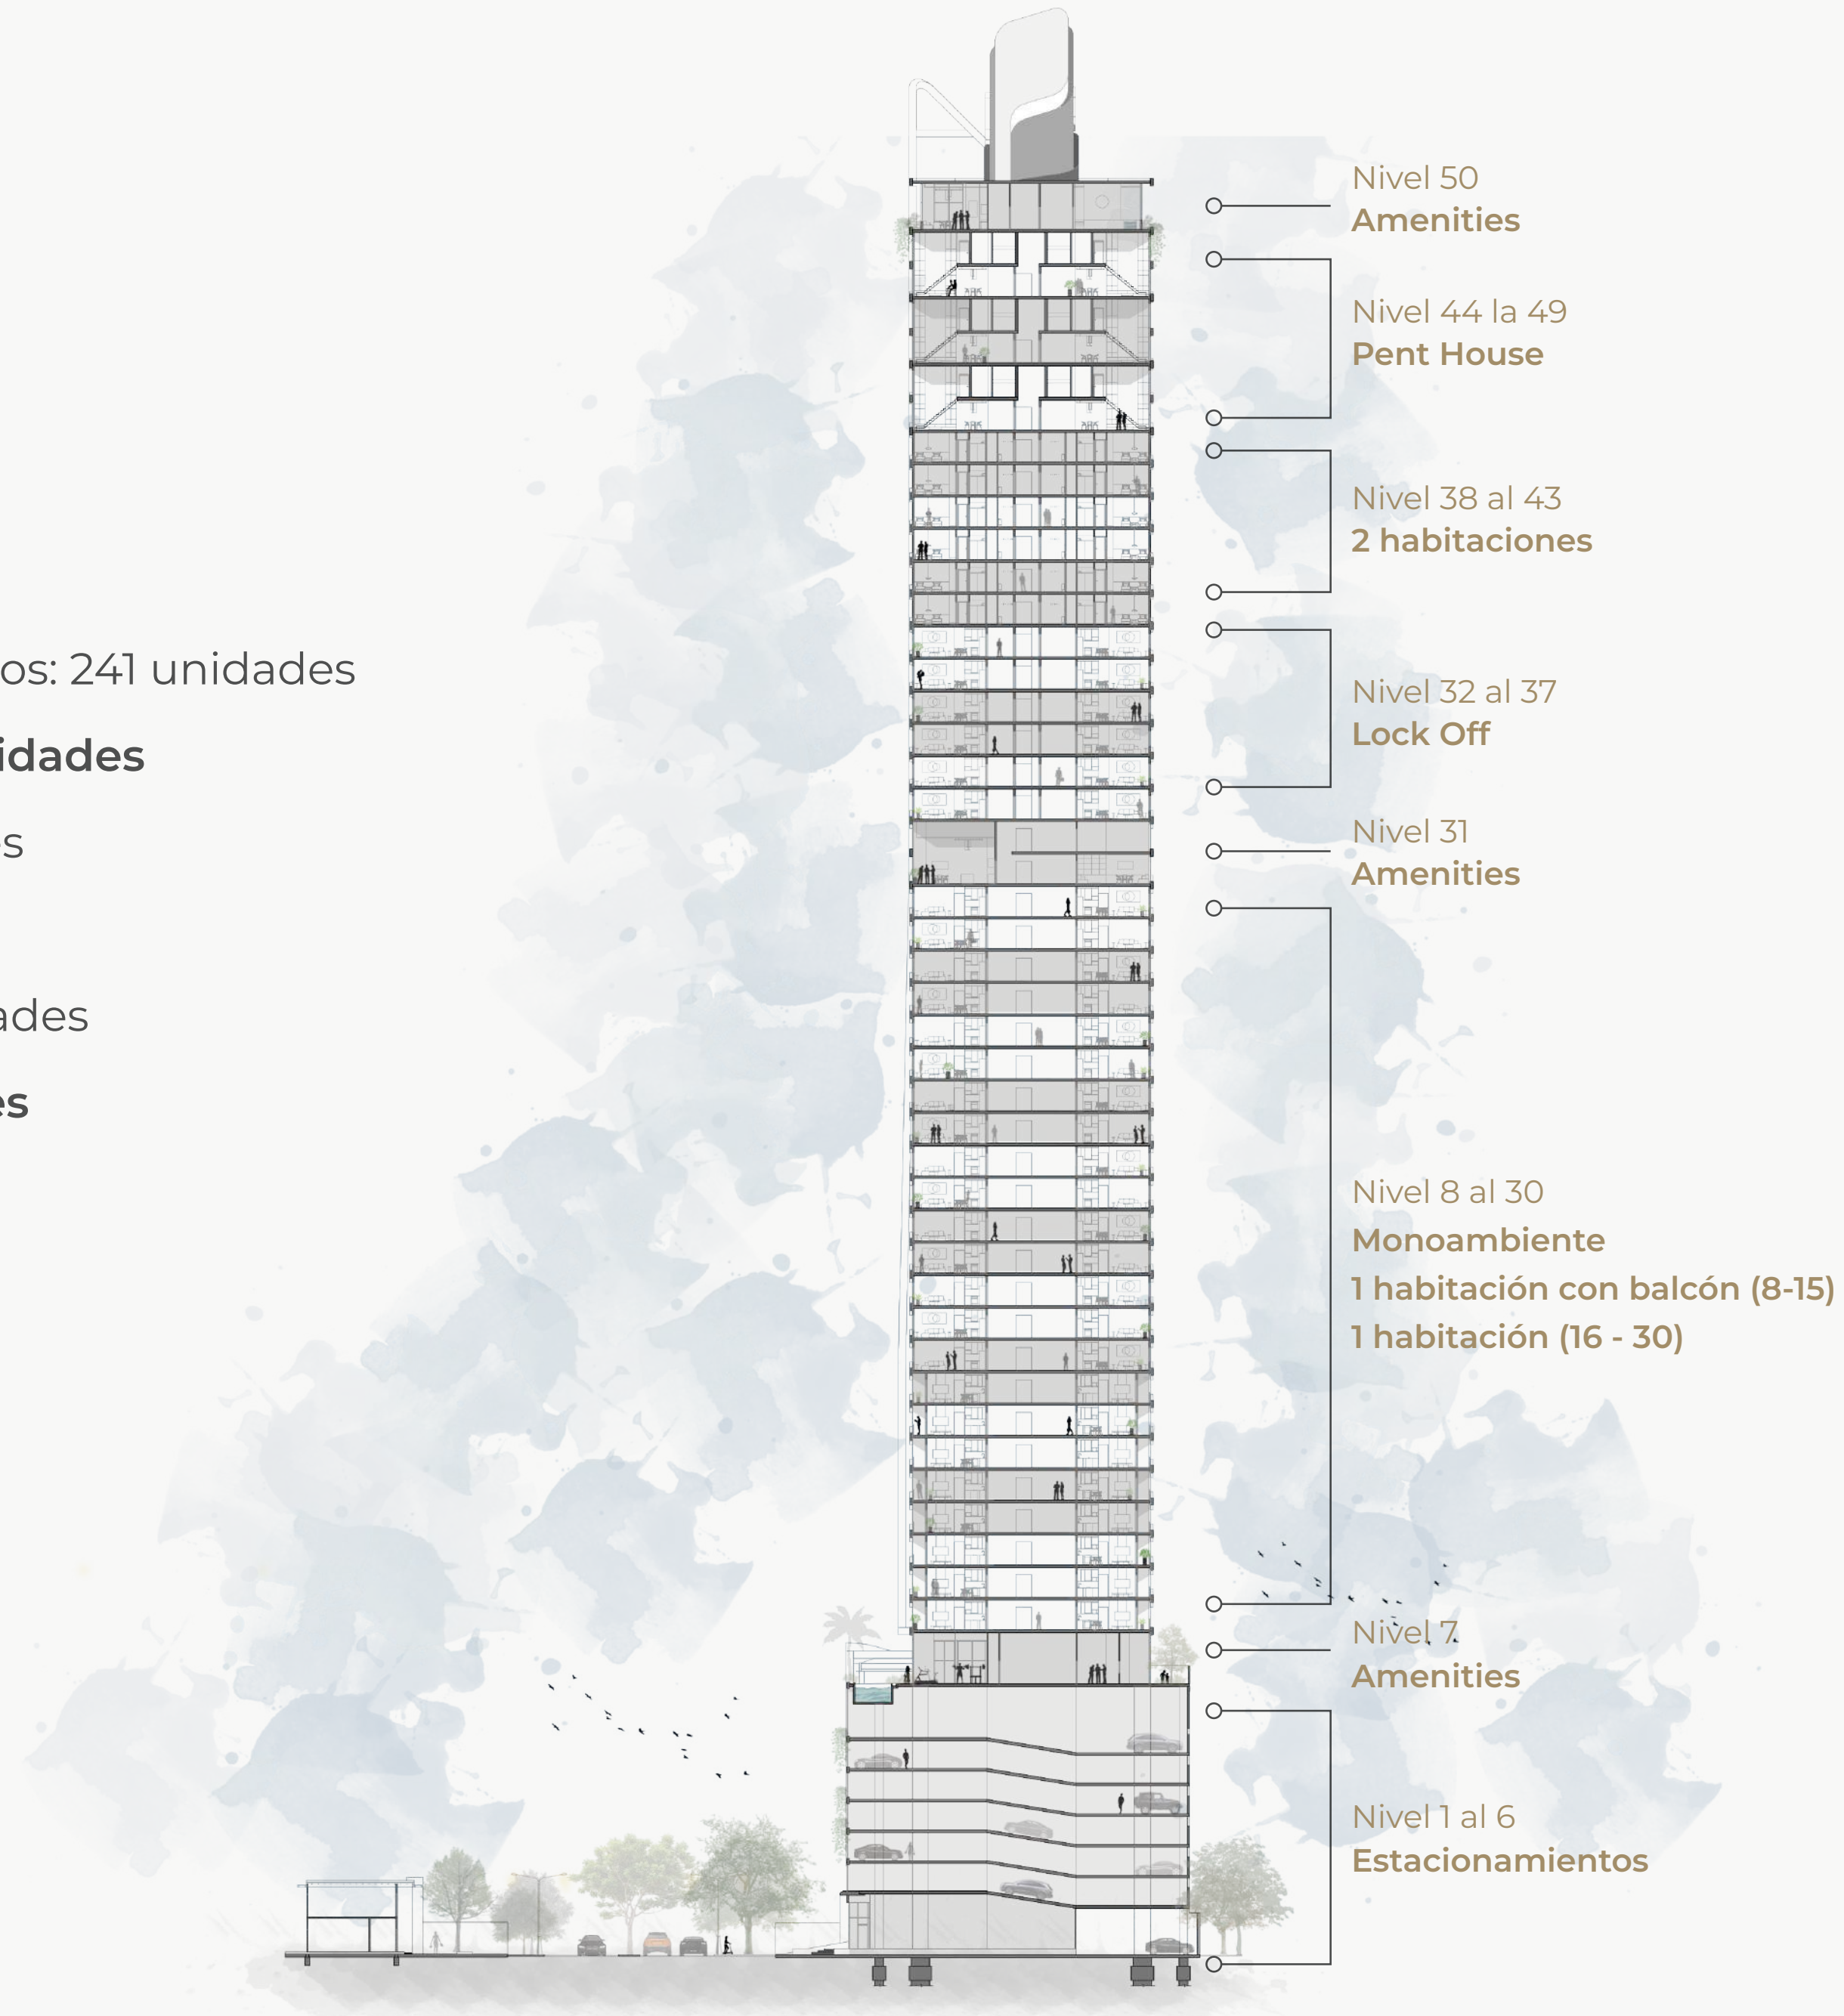 os: 241 unidades
idades
es
ades
es
Nivel 50
Amenities
Nivel 44 la 49
Pent House
Nivel 38 al 43
2 habitaciones
Nivel 32 al 37
Lock Off
Nivel 31
Amenities
Nivel 8 al 30
Monoambiente
1 habitación con balcón (8-15)
1 habitación (16 - 30)
Nivel 7
Amenities
Nivel 1 al 6
Estacionamientos